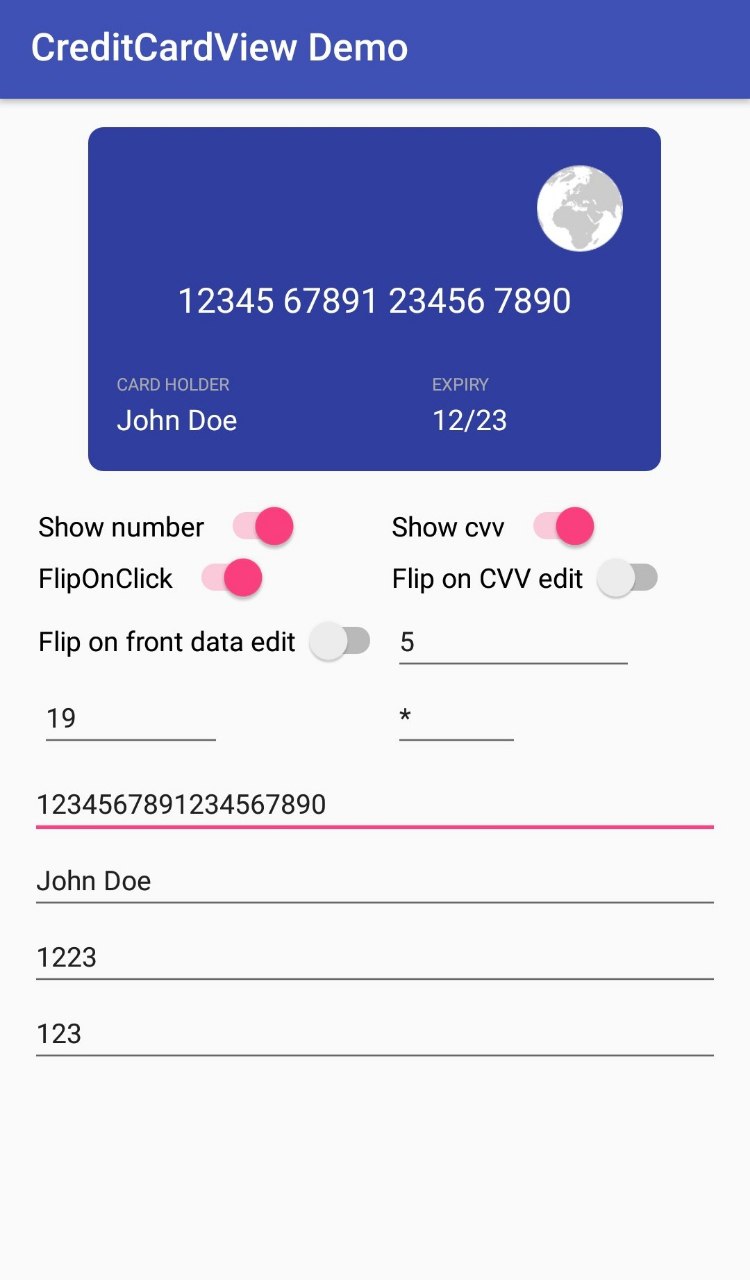 CreditCardView Demo
12345 67891 23456 7890
CARD HOLDER EXPIRY
John Doe 12/23
Show number Show cvv
FlipOnClick Flip on CVV edit
Flip on front data edit 5
19 *
1234567891234567890
John Doe
1223
123